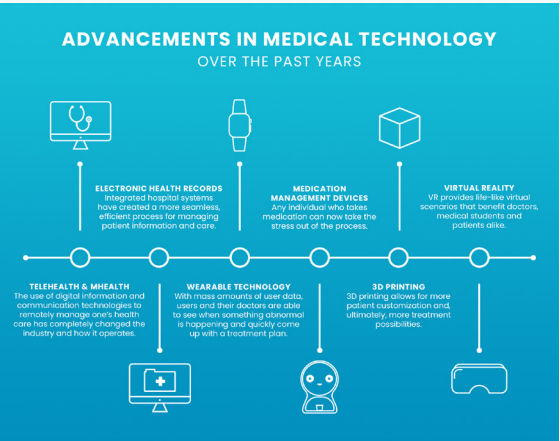 ADVANCEMENTS IN MEDICAL TECHNOLOGY
OVER THE PAST YEARS
ELECTRONIC HEALTH RECORDS
Integrated hospital systems
have created a more seamless,
efficient process for managing
patient information and care.
MEDICATION
MANAGEMENT DEVICES
Any individual who takes
medication can now take the
stress out of the process.
VIRTUAL REALITY
VR provides life-like virtual
scenarios that benefit doctors,
medical students and
patients alike.
TELEHEALTH & MHEALTH
The use of digital information and
communication technologies to
remotely manage one's health
care has completely changed the
industry and how it operates.
WEARABLE TECHNOLOGY
With mass amounts of user data,
users and their doctors are able
to see when something abnormal
is happening and quickly come
up with a treatment plan.
3D PRINTING
3D printing allows for more
patient customization and,
ultimately, more treatment
possibilities.